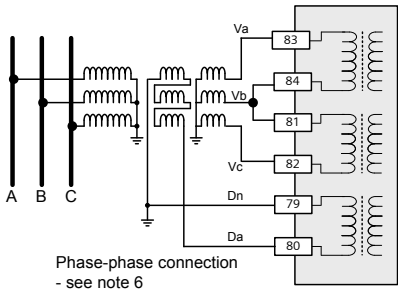 Va
83
84
Vb
81
82
Vc
Dn
79
Da
80
A B C
Phase-phase connection
- see note 6